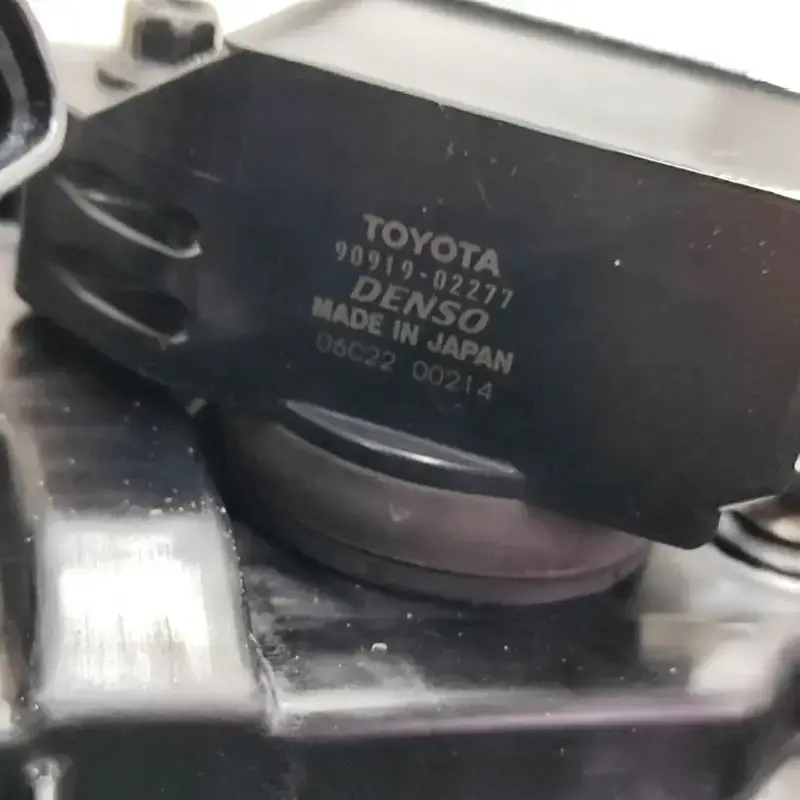 TOYOTA
90919-02277
DENSO
MADE IN JAPAN
06C22 00214